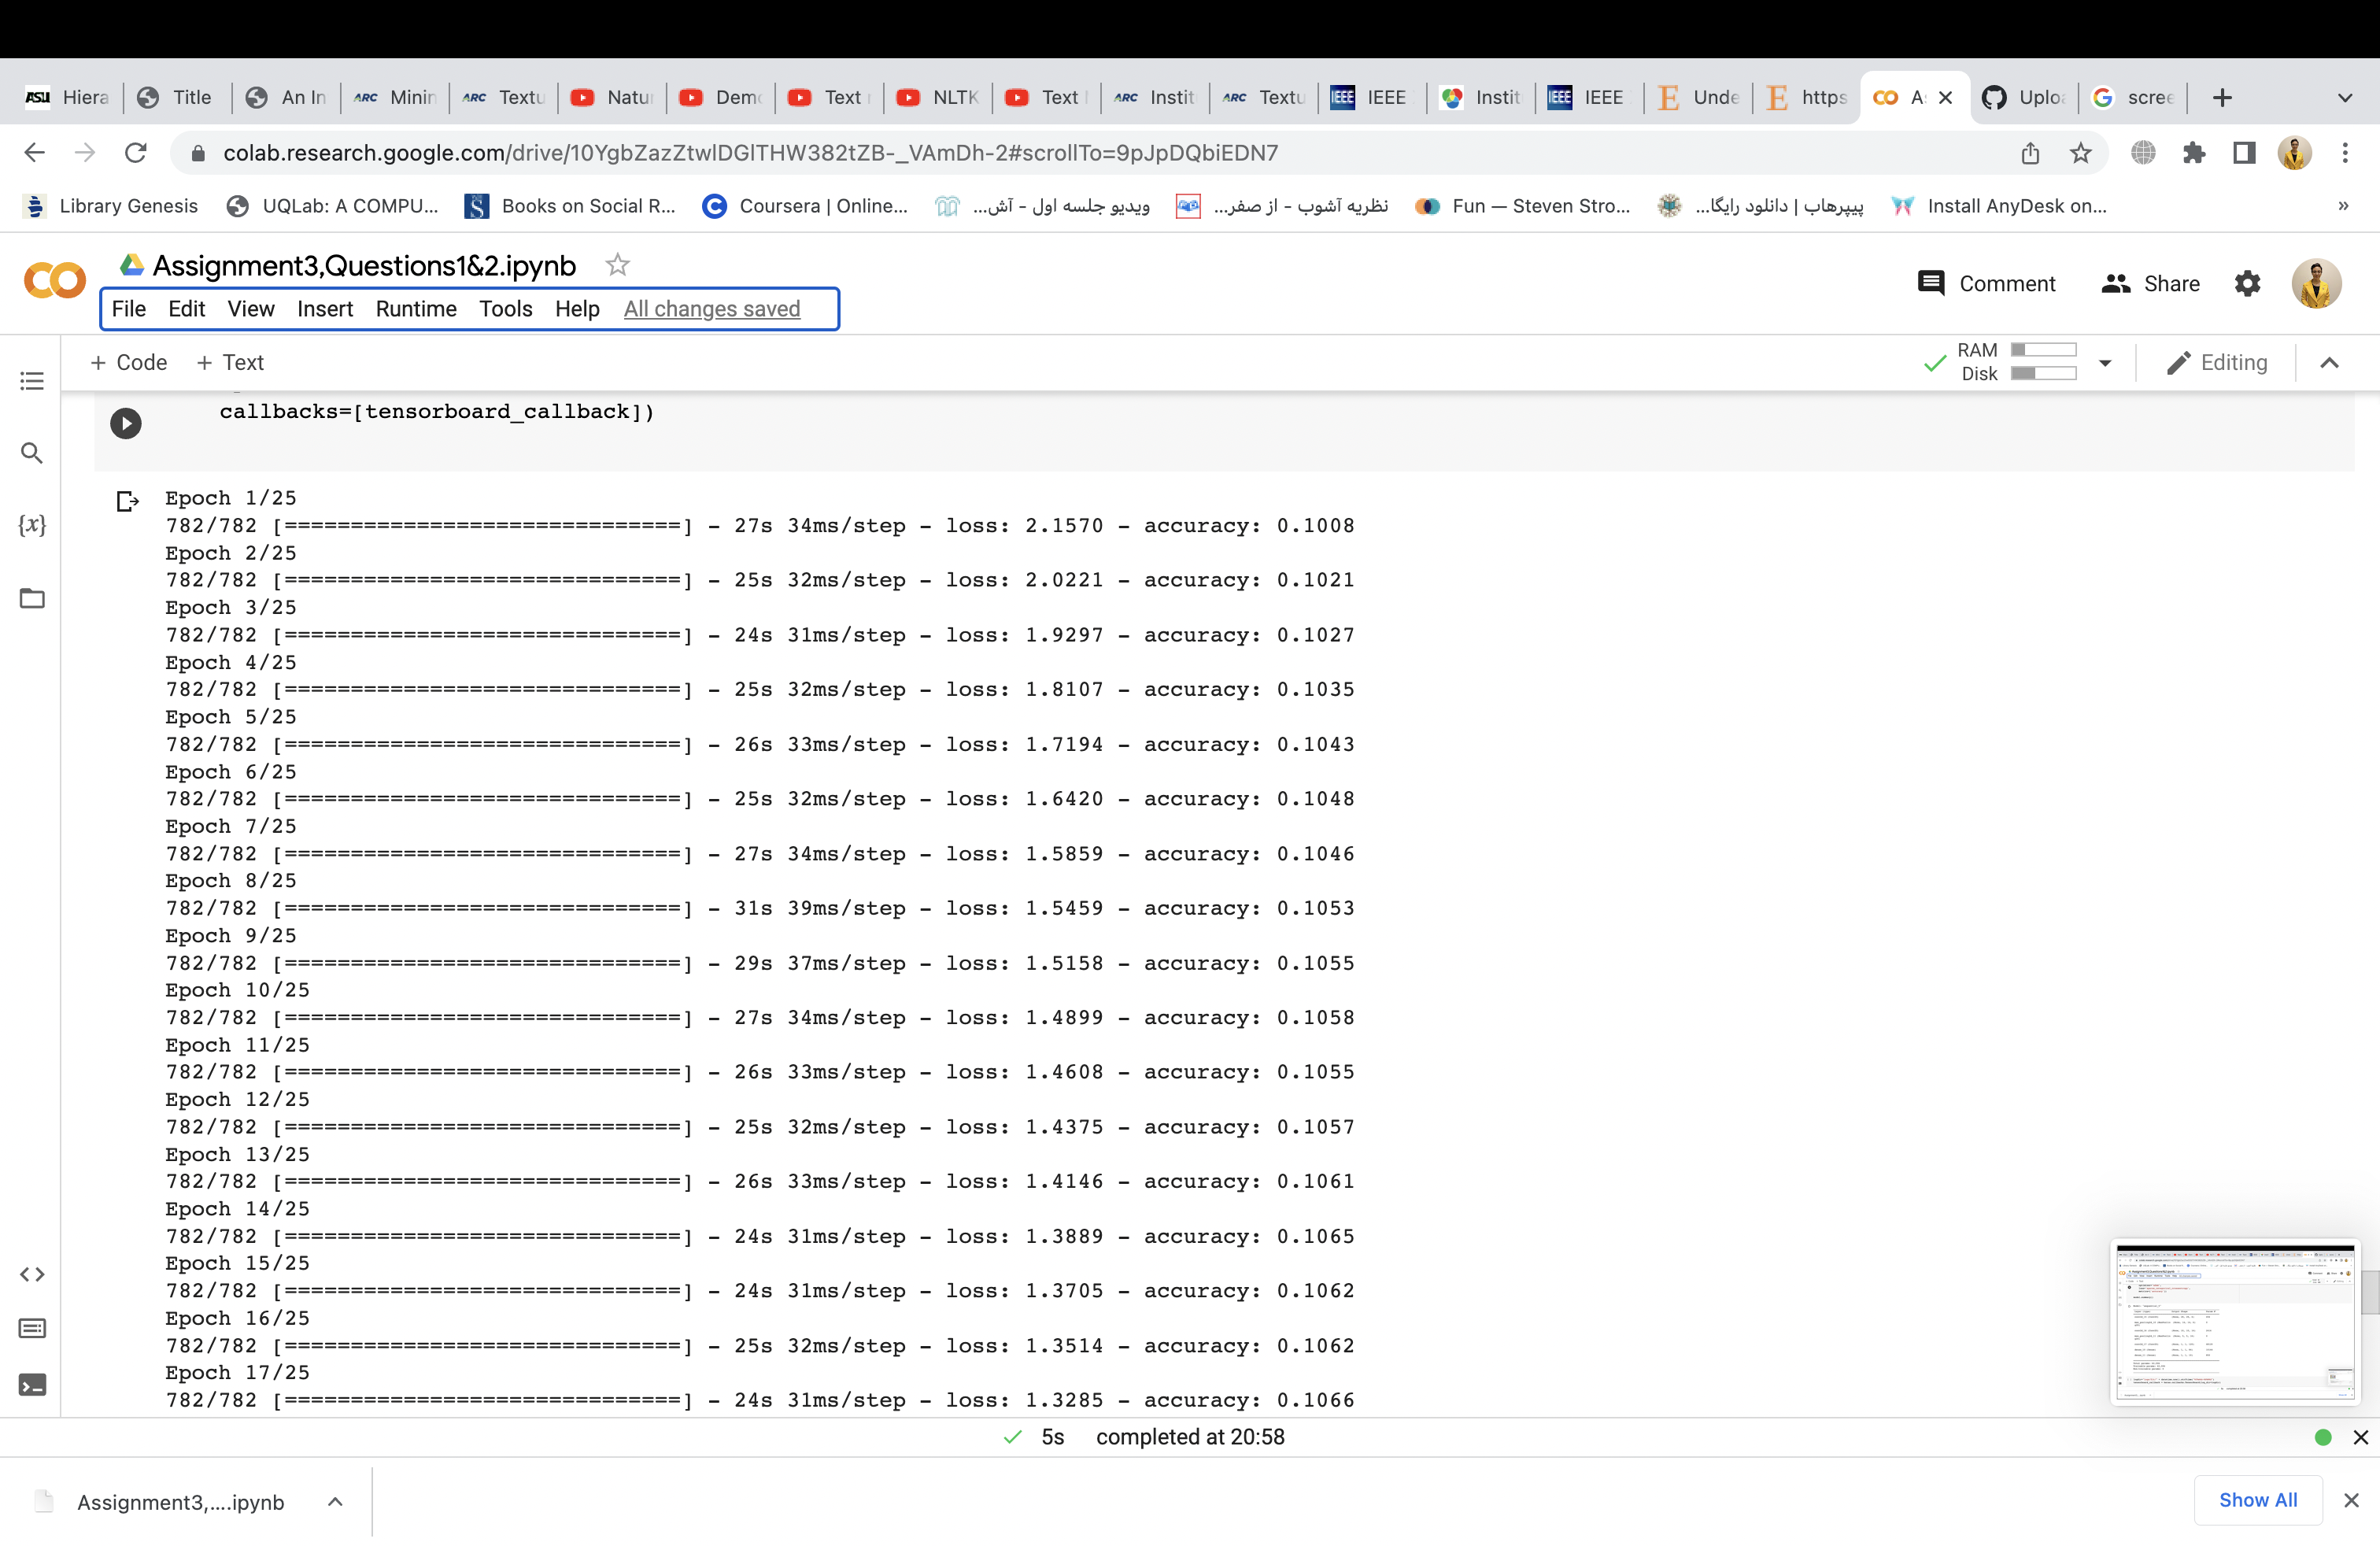 ASU Hiera Title An In ARC Minin ARC Textu Natur Demo Text NLTK Text ARC Instit ARC Textu IEEE IEEE Instit IEEE IEEE E Unde E https CO A Uploa G scree
colab.research.google.com/drive/10YgbZazZtwlDGlTHW382tZB-_VAmDh-2#scrollTo=9pJpDQbiEDN7
Library Genesis UQLab: A COMPU... S Books on Social R... C Coursera | Online... ویدیو جلسه اول - آش... نظریه آشوب - از صفر... Fun — Steven Stro... پیپرهاب | دانلود رایگا... Install AnyDesk on... »
Assignment3,Questions1&2.ipynb
Comment Share
File Edit View Insert Runtime Tools Help All changes saved
+ Code + Text
RAM
Disk
Editing
callbacks=[tensorboard_callback])
{x}
Epoch 1/25
782/782 [==============================] - 27s 34ms/step - loss: 2.1570 - accuracy: 0.1008
Epoch 2/25
782/782 [==============================] - 25s 32ms/step - loss: 2.0221 - accuracy: 0.1021
Epoch 3/25
782/782 [==============================] - 24s 31ms/step - loss: 1.9297 - accuracy: 0.1027
Epoch 4/25
782/782 [==============================] - 25s 32ms/step - loss: 1.8107 - accuracy: 0.1035
Epoch 5/25
782/782 [==============================] - 26s 33ms/step - loss: 1.7194 - accuracy: 0.1043
Epoch 6/25
782/782 [==============================] - 25s 32ms/step - loss: 1.6420 - accuracy: 0.1048
Epoch 7/25
782/782 [==============================] - 27s 34ms/step - loss: 1.5859 - accuracy: 0.1046
Epoch 8/25
782/782 [==============================] - 31s 39ms/step - loss: 1.5459 - accuracy: 0.1053
Epoch 9/25
782/782 [==============================] - 29s 37ms/step - loss: 1.5158 - accuracy: 0.1055
Epoch 10/25
782/782 [==============================] - 27s 34ms/step - loss: 1.4899 - accuracy: 0.1058
Epoch 11/25
782/782 [==============================] - 26s 33ms/step - loss: 1.4608 - accuracy: 0.1055
Epoch 12/25
782/782 [==============================] - 25s 32ms/step - loss: 1.4375 - accuracy: 0.1057
Epoch 13/25
782/782 [==============================] - 26s 33ms/step - loss: 1.4146 - accuracy: 0.1061
Epoch 14/25
782/782 [==============================] - 24s 31ms/step - loss: 1.3889 - accuracy: 0.1065
Epoch 15/25
782/782 [==============================] - 24s 31ms/step - loss: 1.3705 - accuracy: 0.1062
Epoch 16/25
782/782 [==============================] - 25s 32ms/step - loss: 1.3514 - accuracy: 0.1062
Epoch 17/25
782/782 [==============================] - 24s 31ms/step - loss: 1.3285 - accuracy: 0.1066
5s completed at 20:58
Assignment3,....ipynb
Show All